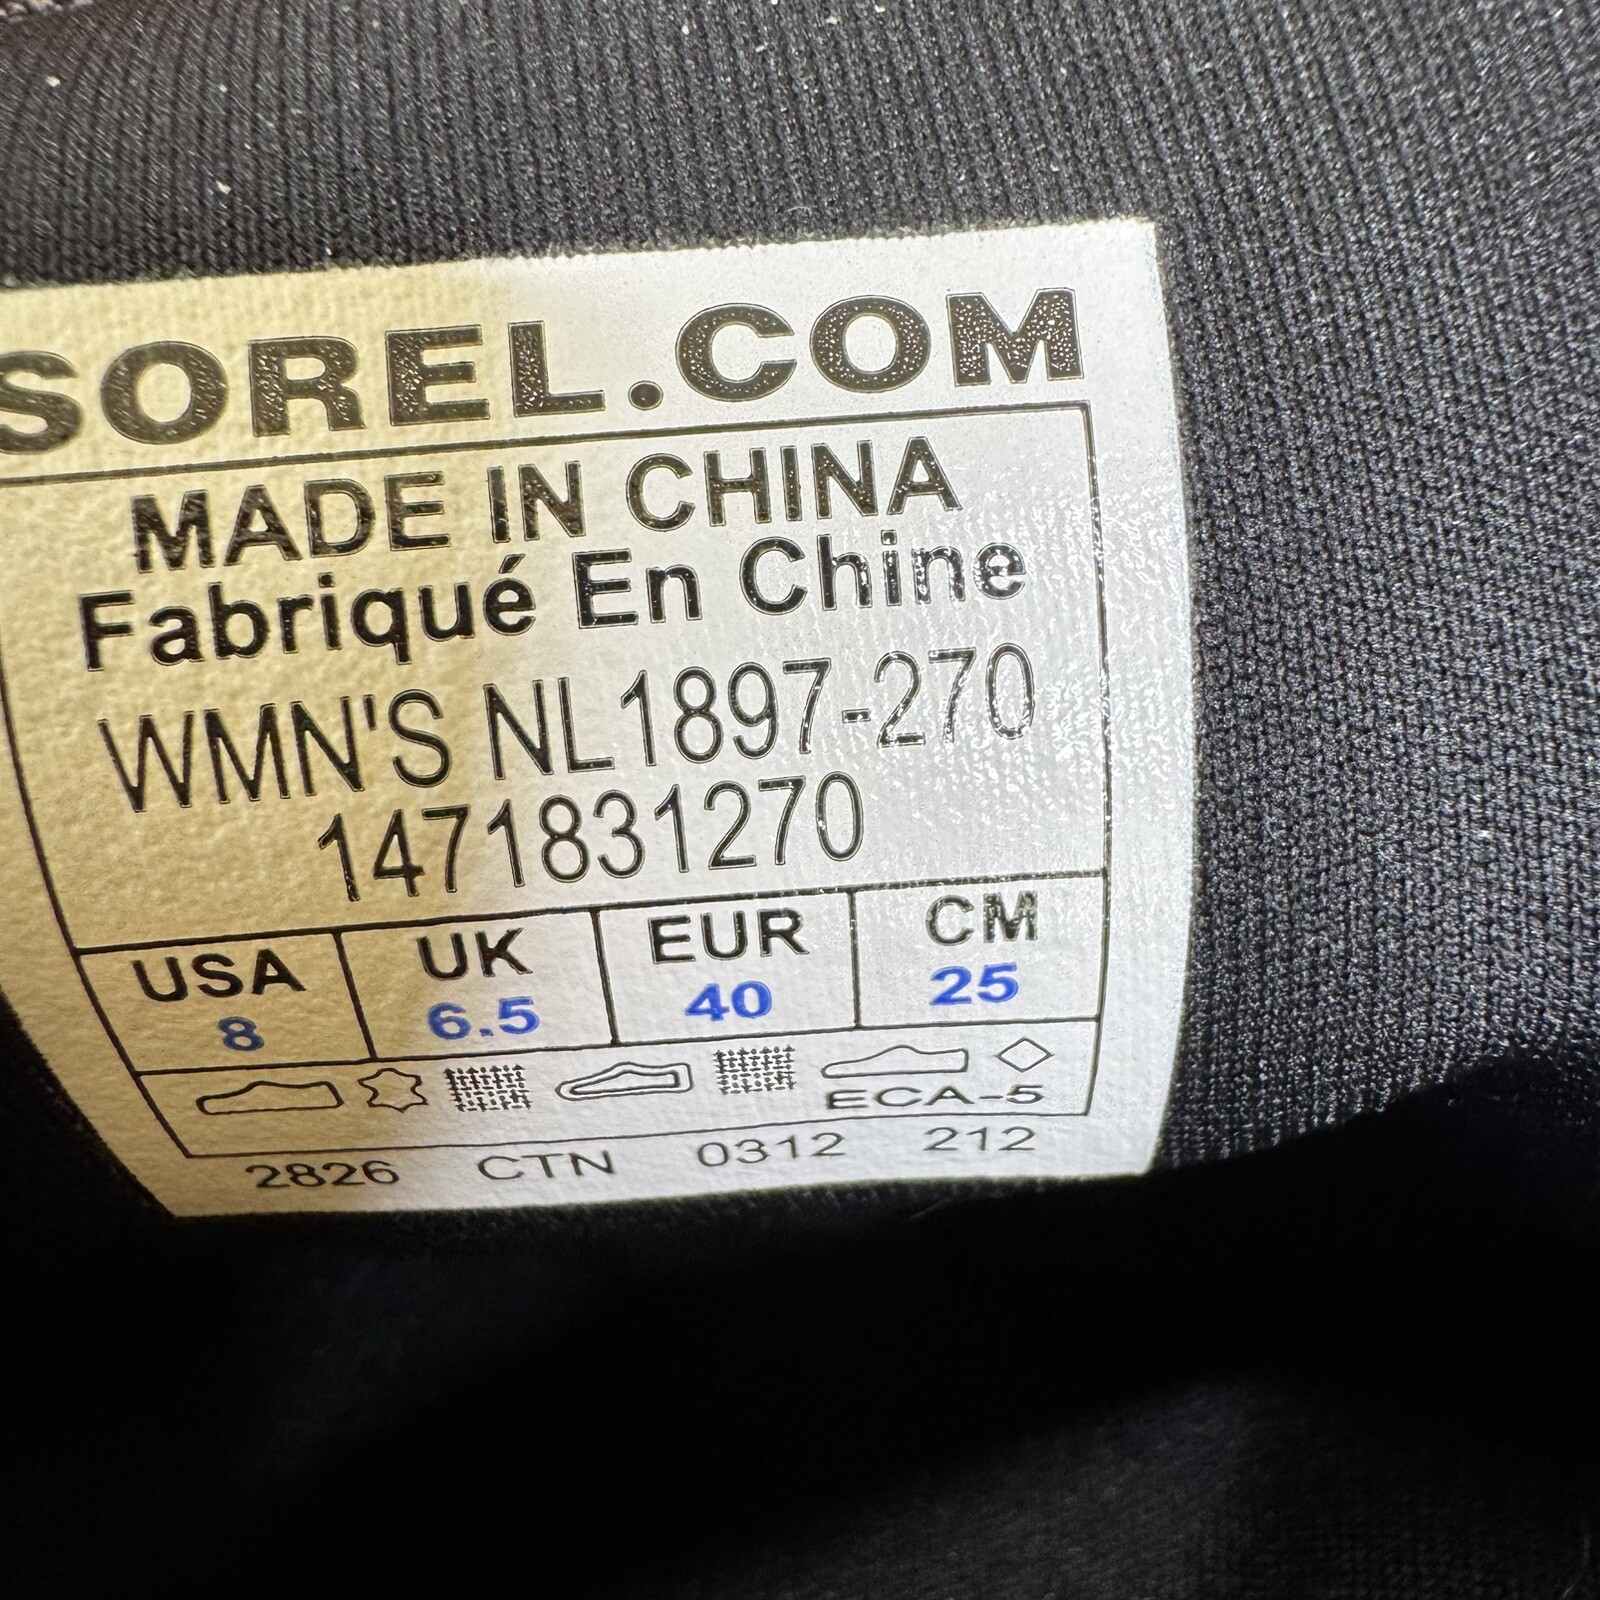 SOREL.COM
MADE IN CHINA
Fabriqué En Chine
WMN'S NL1897-270
1471831270
USA UK EUR CM
8 6.5 40 25
ECA-5
2826 CTN 0312 212